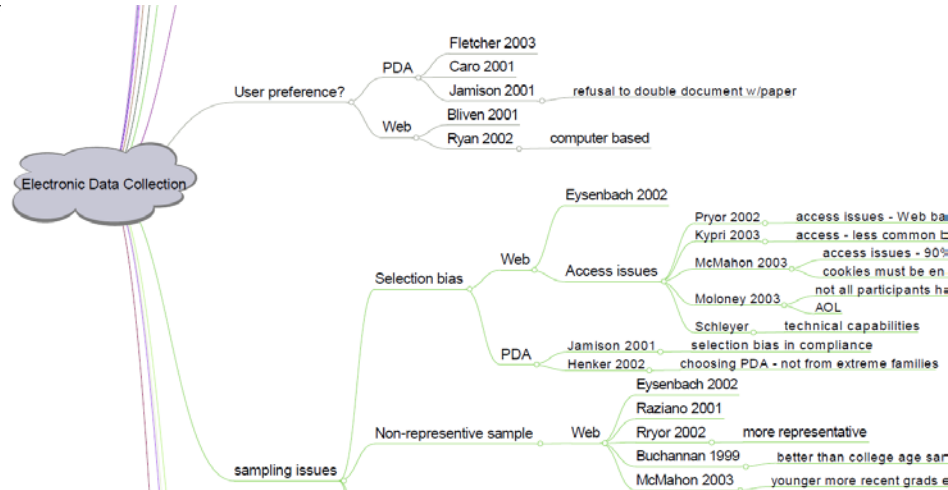 Fletcher 2003
PDA
Caro 2001
User preference?
Jamison 2001
refusal to double document w/paper
Bliven 2001
Web
Ryan 2002
computer based
Electronic Data Collection
Eysenbach 2002
Pryor 2002
access issues - Web ba
Kypri 2003
access - less common b
Web
McMahon 2003
access issues - 90%
Access issues
cookies must be en
Selection bias
Moloney 2003
not all participants ha
AOL
Schleyer
technical capabilities
PDA
Jamison 2001
selection bias in compliance
Henker 2002
choosing PDA - not from extreme families
Eysenbach 2002
Raziano 2001
Non-representive sample
Web
Rryor 2002
more representative
Buchannan 1999
better than college age sam
sampling issues
McMahon 2003
younger more recent grads e